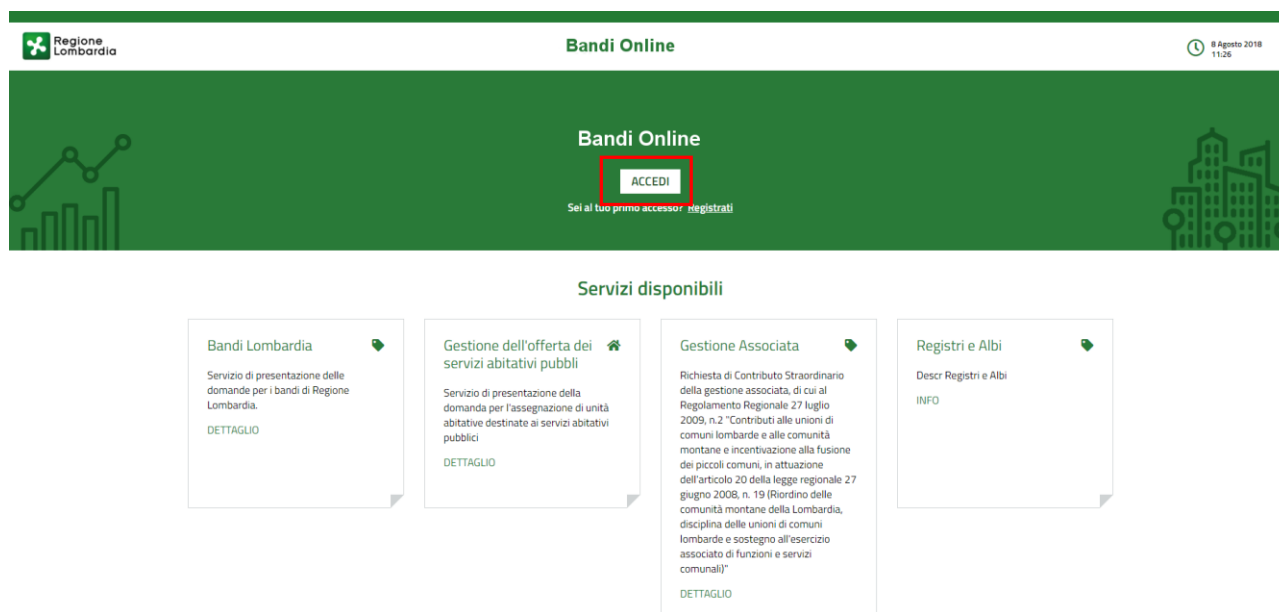 Regione
Lombardia
Bandi Online
8 Agosto 2018
11:26
Bandi Online
ACCEDI
Sei al tuo primo accesso? Registrati
Servizi disponibili
Bandi Lombardia
Servizio di presentazione delle
domande per i bandi di Regione
Lombardia.
DETTAGLIO
Gestione dell'offerta dei
servizi abitativi pubbli
Servizio di presentazione della
domanda per l'assegnazione di unità
abitative destinate ai servizi abitativi
pubblici
DETTAGLIO
Gestione Associata
Richiesta di Contributo Straordinario
della gestione associata, di cui al
Regolamento Regionale 27 luglio
2009, n.2 "Contributi alle unioni di
comuni lombarde e alle comunità
montane e incentivazione alla fusione
dei piccoli comuni, in attuazione
dell'articolo 20 della legge regionale 27
giugno 2008, n. 19 (Riordino delle
comunità montane della Lombardia,
disciplina delle unioni di comuni
lombarde e sostegno all'esercizio
associato di funzioni e servizi
comunali)"
DETTAGLIO
Registri e Albi
Descr Registri e Albi
INFO